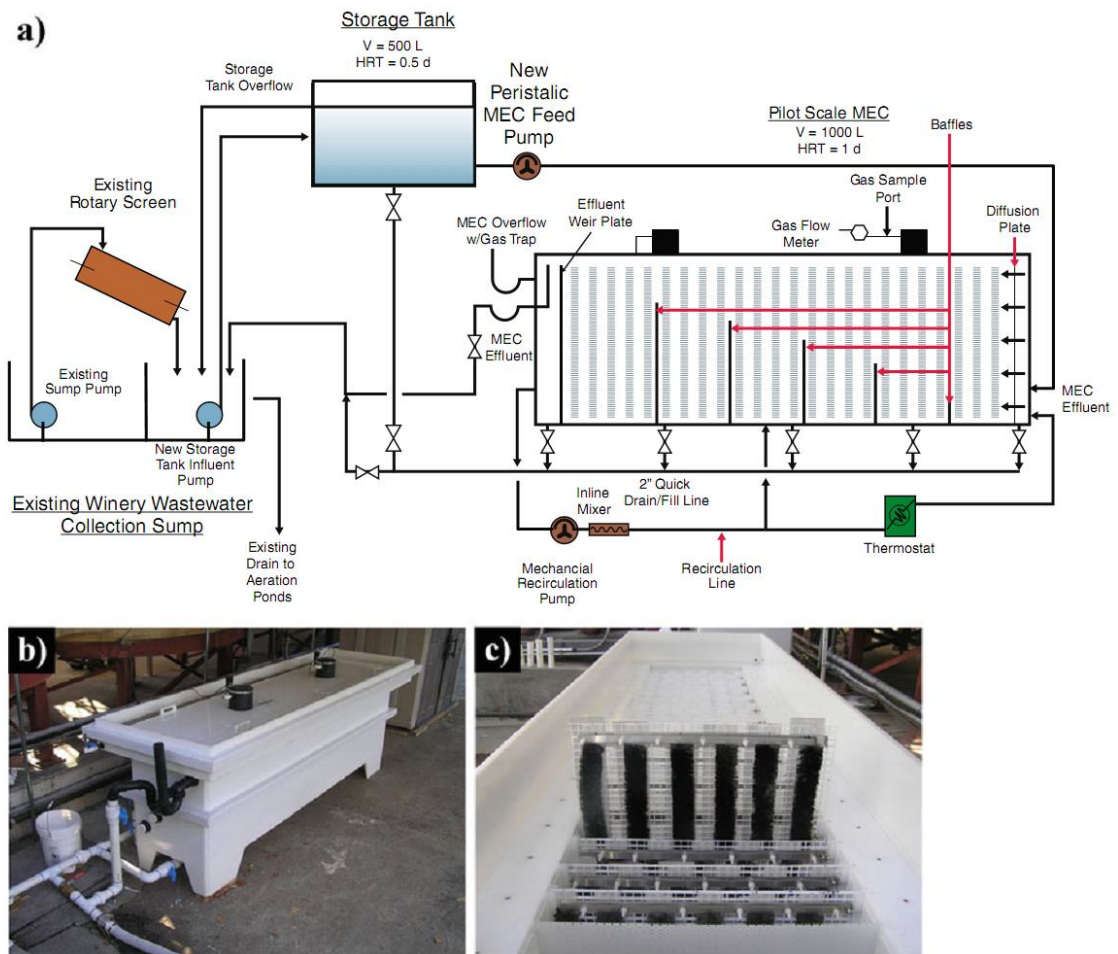 a)
Storage Tank
V = 500 L
HRT = 0.5 d
Storage
Tank Overflow
New
Peristalic
MEC Feed
Pump
Pilot Scale MEC
V = 1000 L
HRT = 1 d
Baffles
Existing
Rotary Screen
MEC Overflow
w/Gas Trap
Effluent
Weir Plate
Gas Sample
Port
Gas Flow
Meter
Diffusion
Plate
MEC
Effluent
Existing
Sump Pump
MEC
Effluent
New Storage
Tank Influent
Pump
Existing Winery Wastewater
Collection Sump
2" Quick
Drain/Fill Line
Inline
Mixer
Existing
Drain to
Aeration
Ponds
Mechancial
Recirculation
Pump
Recirculation
Line
Thermostat
b)
c)